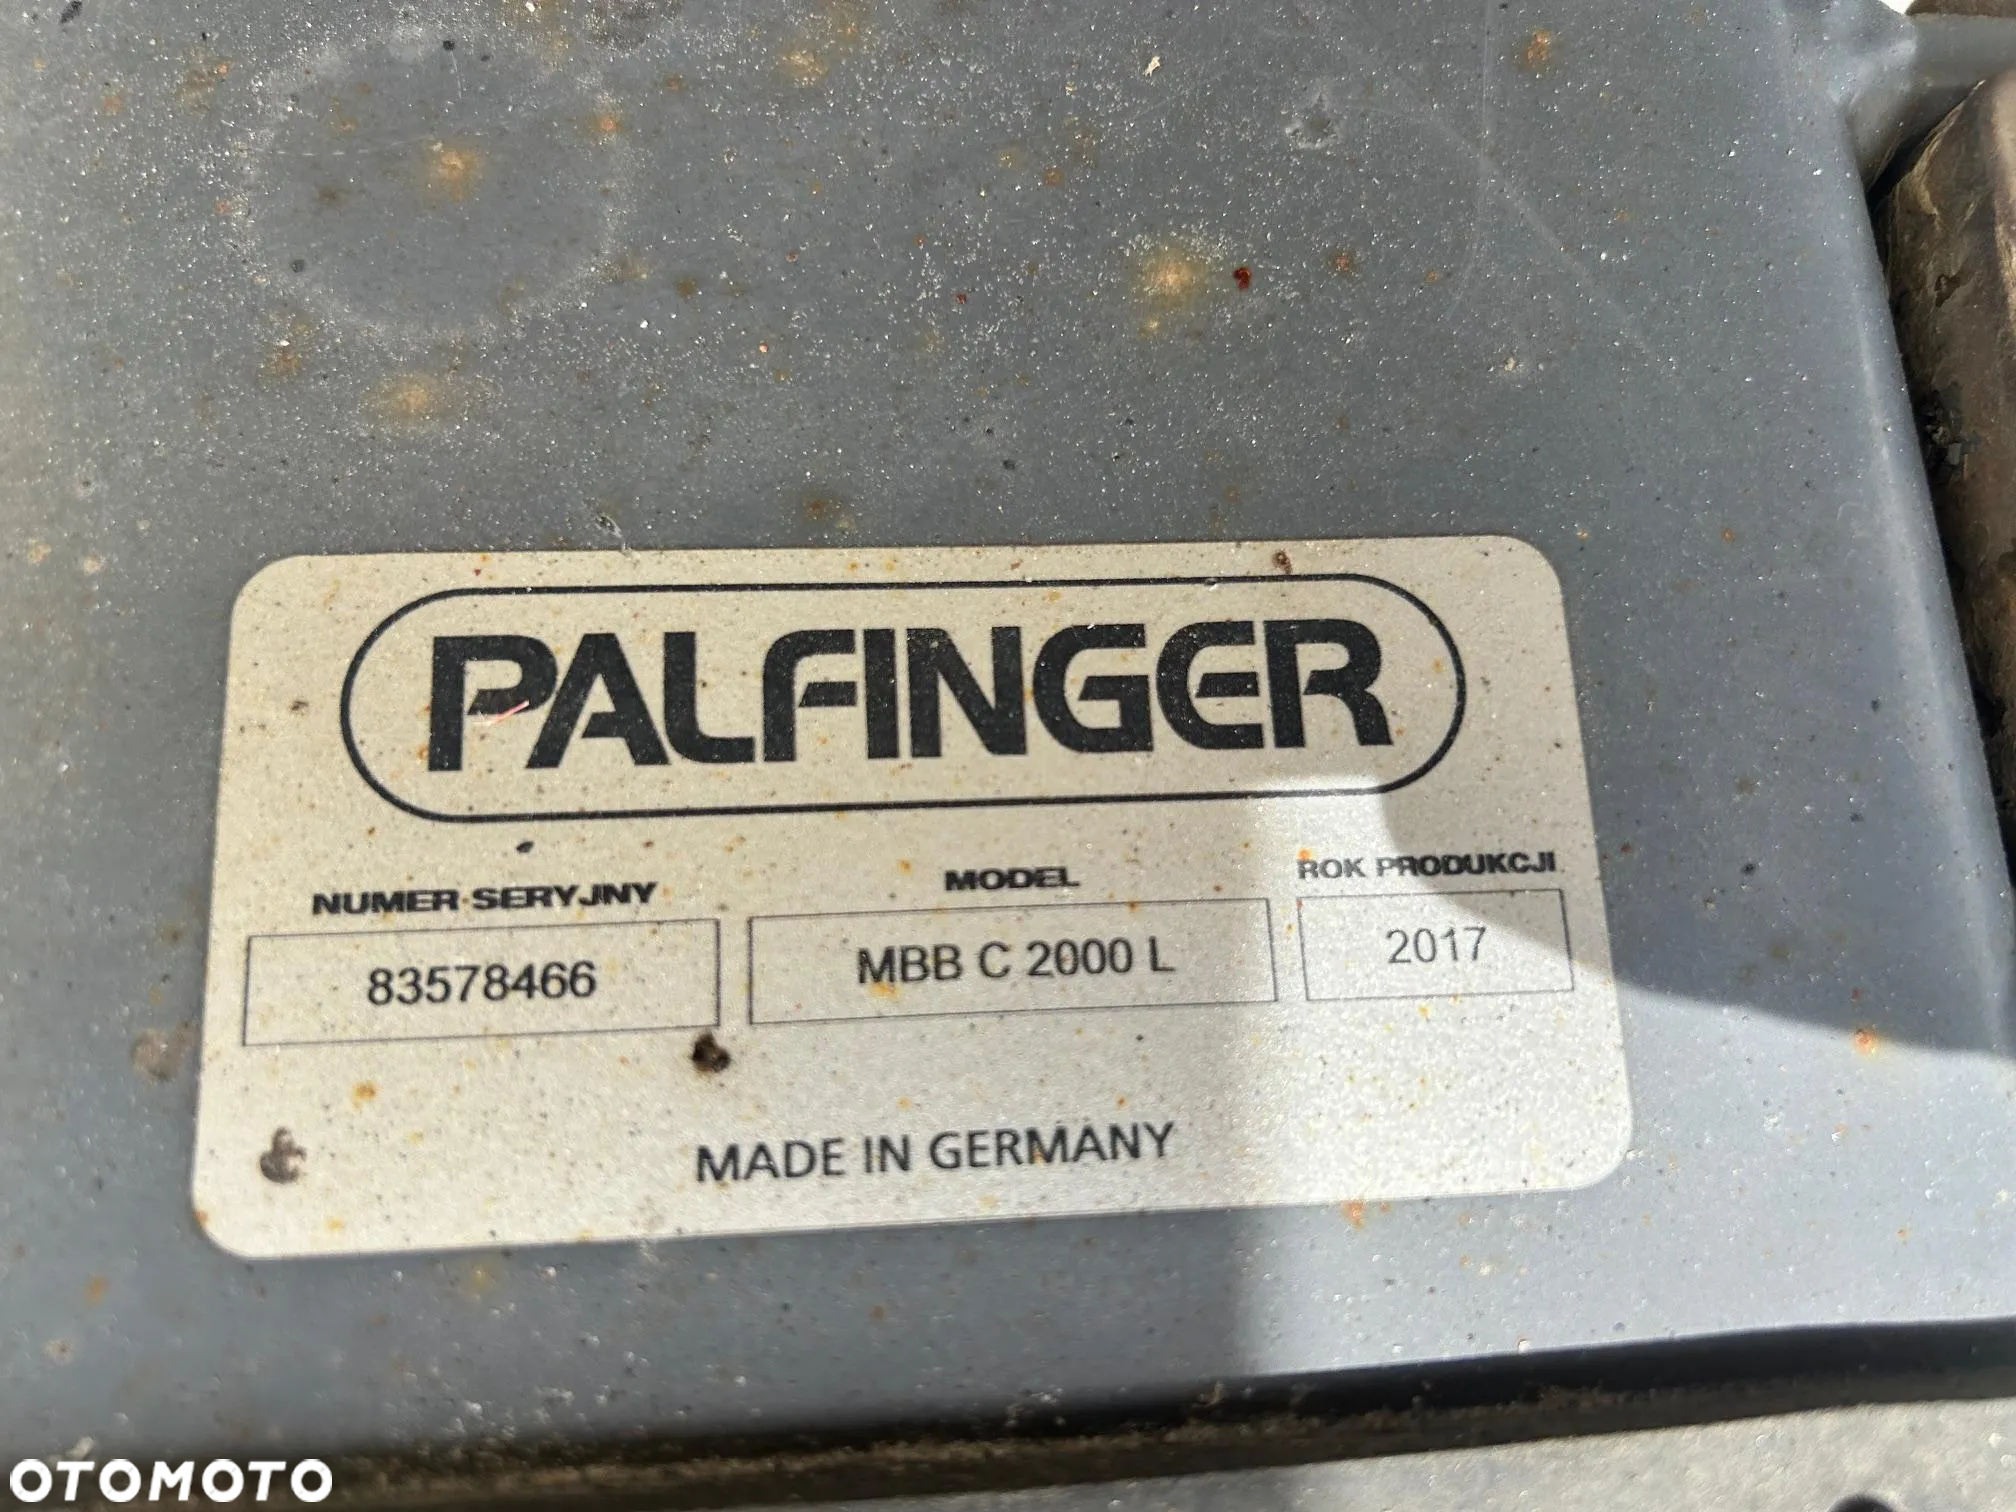 PALFINGER
NUMER SERYJNY MODEL ROK PRODUKCJI
83578466 MBB C 2000 L 2017
MADE IN GERMANY
OTOMOTO